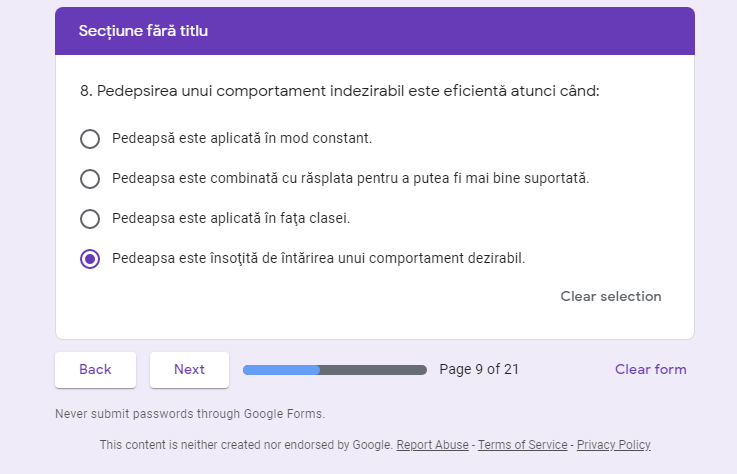 Secțiune fără titlu
8. Pedepsirea unui comportament indezirabil este eficientă atunci când:
Pedeapsă este aplicată în mod constant.
Pedeapsa este combinată cu răsplata pentru a putea fi mai bine suportată.
Pedeapsa este aplicată în faţa clasei.
Pedeapsa este însoţită de întărirea unui comportament dezirabil.
Clear selection
Back Next Page 9 of 21 Clear form
Never submit passwords through Google Forms.
This content is neither created nor endorsed by Google. Report Abuse - Terms of Service - Privacy Policy